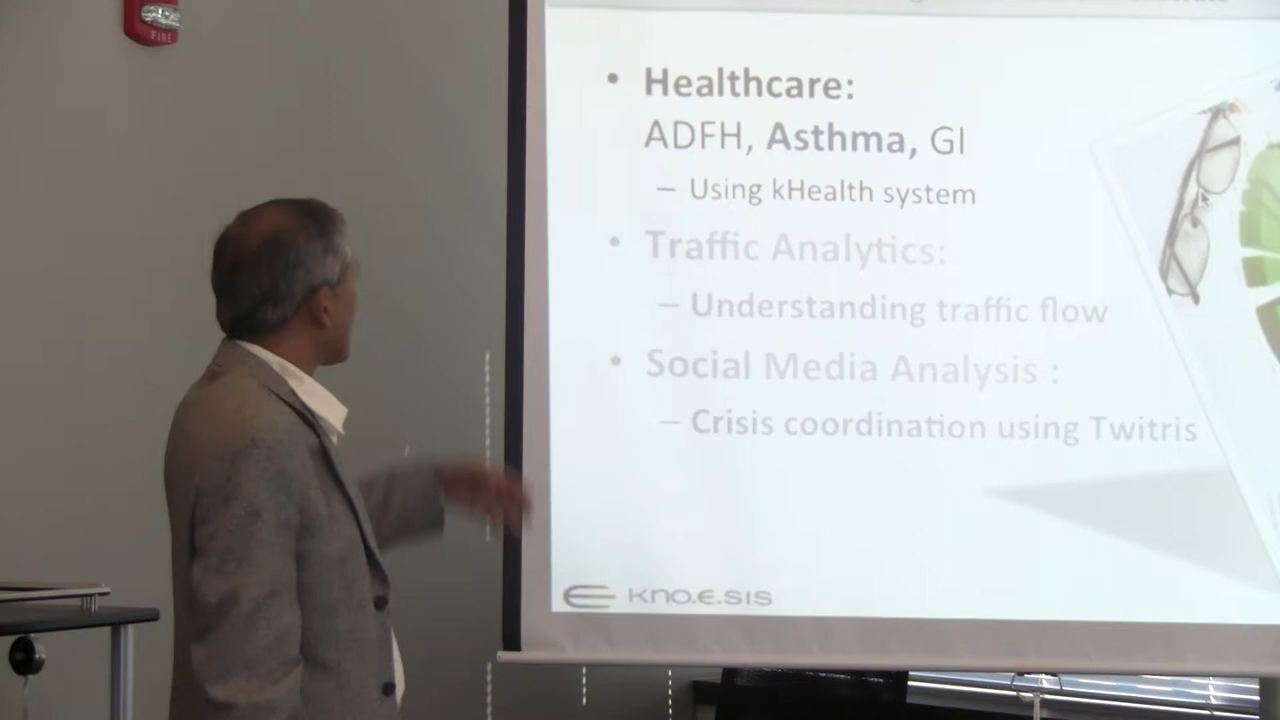 FIRE
• Healthcare:
ADFH, Asthma, GI
– Using kHealth system
• Traffic Analytics:
– Understanding traffic flow
• Social Media Analysis :
– Crisis coordination using Twitris
KNO.E.SIS